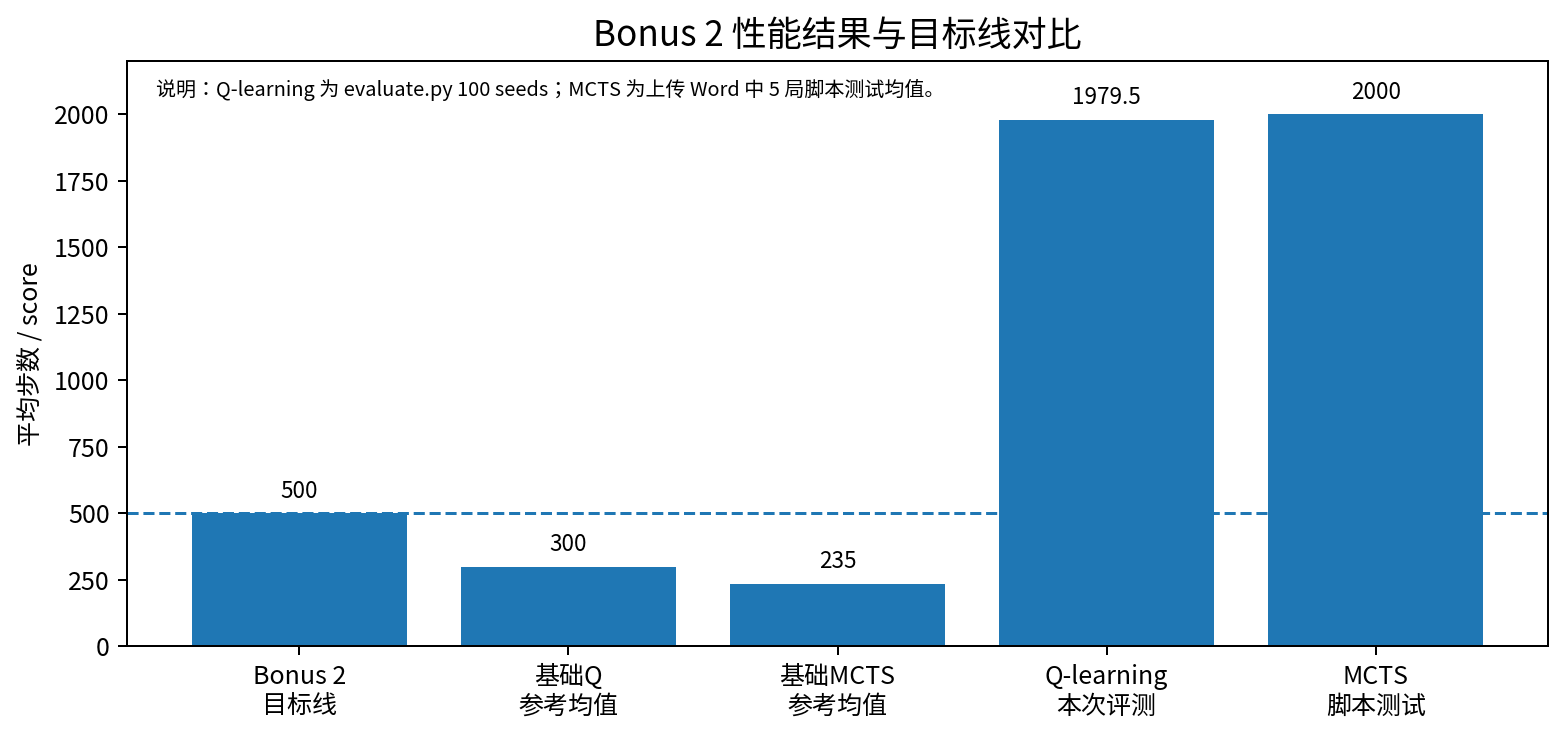 Bonus 2 性能结果与目标线对比
说明：Q-learning 为 evaluate.py 100 seeds；MCTS 为上传 Word 中 5 局脚本测试均值。
平均步数 / score
2000
1750
1500
1250
1000
750
500
250
0
500
300
235
1979.5
2000
Bonus 2
目标线
基础Q
参考均值
基础MCTS
参考均值
Q-learning
本次评测
MCTS
脚本测试